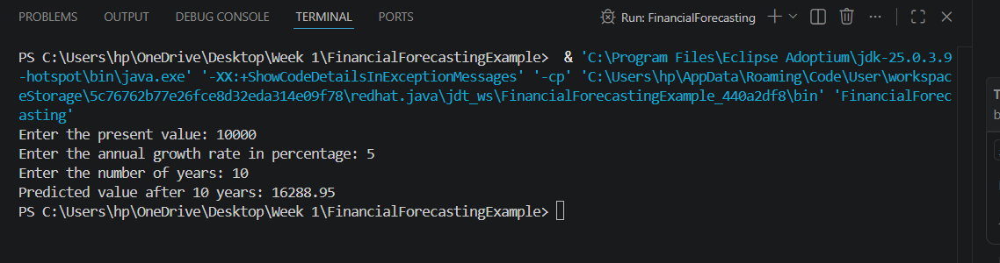 PROBLEMS OUTPUT DEBUG CONSOLE TERMINAL PORTS Run: FinancialForecasting
PS C:\Users\hp\OneDrive\Desktop\Week 1\FinancialForecastingExample>  & 'C:\Program Files\Eclipse Adoptium\jdk-25.0.3.9
-hotspot\bin\java.exe' '-XX:+ShowCodeDetailsInExceptionMessages' '-cp' 'C:\Users\hp\AppData\Roaming\Code\User\workspac
eStorage\5c76762b77e26fce8d32eda314e09f78\redhat.java\jdt_ws\FinancialForecastingExample_440a2df8\bin' 'FinancialForec
asting'
Enter the present value: 10000
Enter the annual growth rate in percentage: 5
Enter the number of years: 10
Predicted value after 10 years: 16288.95
PS C:\Users\hp\OneDrive\Desktop\Week 1\FinancialForecastingExample>